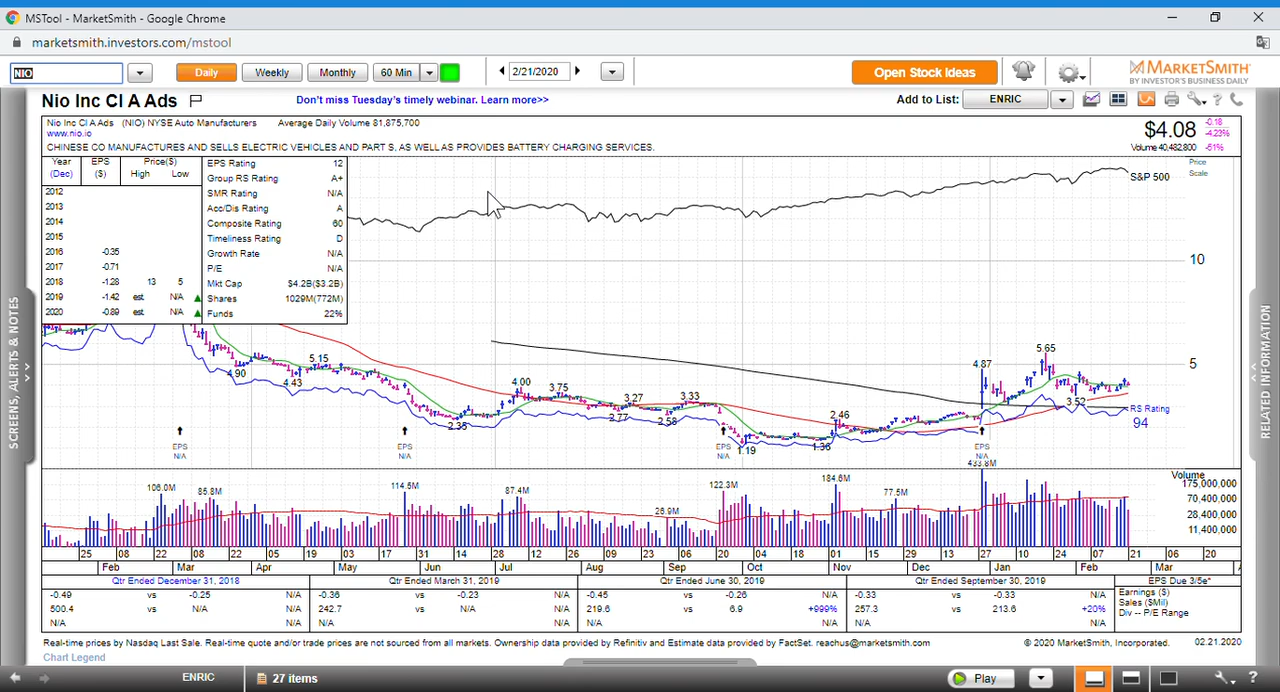 MSTool - MarketSmith - Google Chrome
marketsmith.investors.com/mstool
NIO Daily Weekly Monthly 60 Min 2/21/2020 Open Stock Ideas MARKETSMITH
BY INVESTOR'S BUSINESS DAILY
Nio Inc Cl A Ads Don't miss Tuesday's timely webinar. Learn more>> Add to List: ENRIC
Nio Inc Cl A Ads (NIO) NYSE Auto Manufacturers Average Daily Volume 81,875,700
www.nio.io
$4.08 -0.18
-4.23%
Volume 40,482,800 -51%
CHINESE CO MANUFACTURES AND SELLS ELECTRIC VEHICLES AND PART S, AS WELL AS PROVIDES BATTERY CHARGING SERVICES.
Year EPS Price($)
(Dec) ($) High Low
2012
2013
2014
2015
2016 -0.35
2017 -0.71
2018 -1.28 13 5
2019 -1.42 est N/A
2020 -0.89 est N/A
EPS Rating 12
Group RS Rating A+
SMR Rating N/A
Acc/Dis Rating A
Composite Rating 60
Timeliness Rating D
Growth Rate N/A
P/E N/A
Mkt Cap $4.2B($3.2B)
Shares 1029M(772M)
Funds 22%
Price
Scale
S&P 500
10
5
4.90 4.43 5.15 2.35 4.00 3.75 2.77 3.27 2.58 3.33 1.19 1.36 2.46 4.87 5.65 3.52
RS Rating
94
EPS EPS EPS EPS
N/A N/A N/A N/A
106.0M 85.8M 114.5M 87.4M 26.9M 122.3M 184.6M 77.5M 433.8M
Volume
175,000,000
70,400,000
28,400,000
11,400,000
25 08 22 08 22 05 19 03 17 31 14 28 12 26 09 23 06 20 04 18 01 15 29 13 27 10 24 07 21 06 20
Feb Mar Apr May Jun Jul Aug Sep Oct Nov Dec Jan Feb Mar
Qtr Ended December 31, 2018 Qtr Ended March 31, 2019 Qtr Ended June 30, 2019 Qtr Ended September 30, 2019 EPS Due 3/5e*
-0.49 vs -0.25 N/A -0.36 vs -0.23 N/A -0.45 vs -0.26 N/A -0.33 vs -0.33 N/A Earnings ($)
500.4 vs N/A N/A 242.7 vs N/A N/A 219.6 vs 6.9 +999% 257.3 vs 213.6 +20% Sales ($Mil)
N/A N/A N/A N/A N/A N/A N/A N/A Div -- P/E Range
Real-time prices by Nasdaq Last Sale. Real-time quote and/or trade prices are not sourced from all markets. Ownership data provided by Refinitiv and Estimate data provided by FactSet. reachus@marketsmith.com © 2020 MarketSmith, Incorporated. 02.21.2020
Chart Legend
SCREENS, ALERTS & NOTES
RELATED INFORMATION
ENRIC 27 items Play